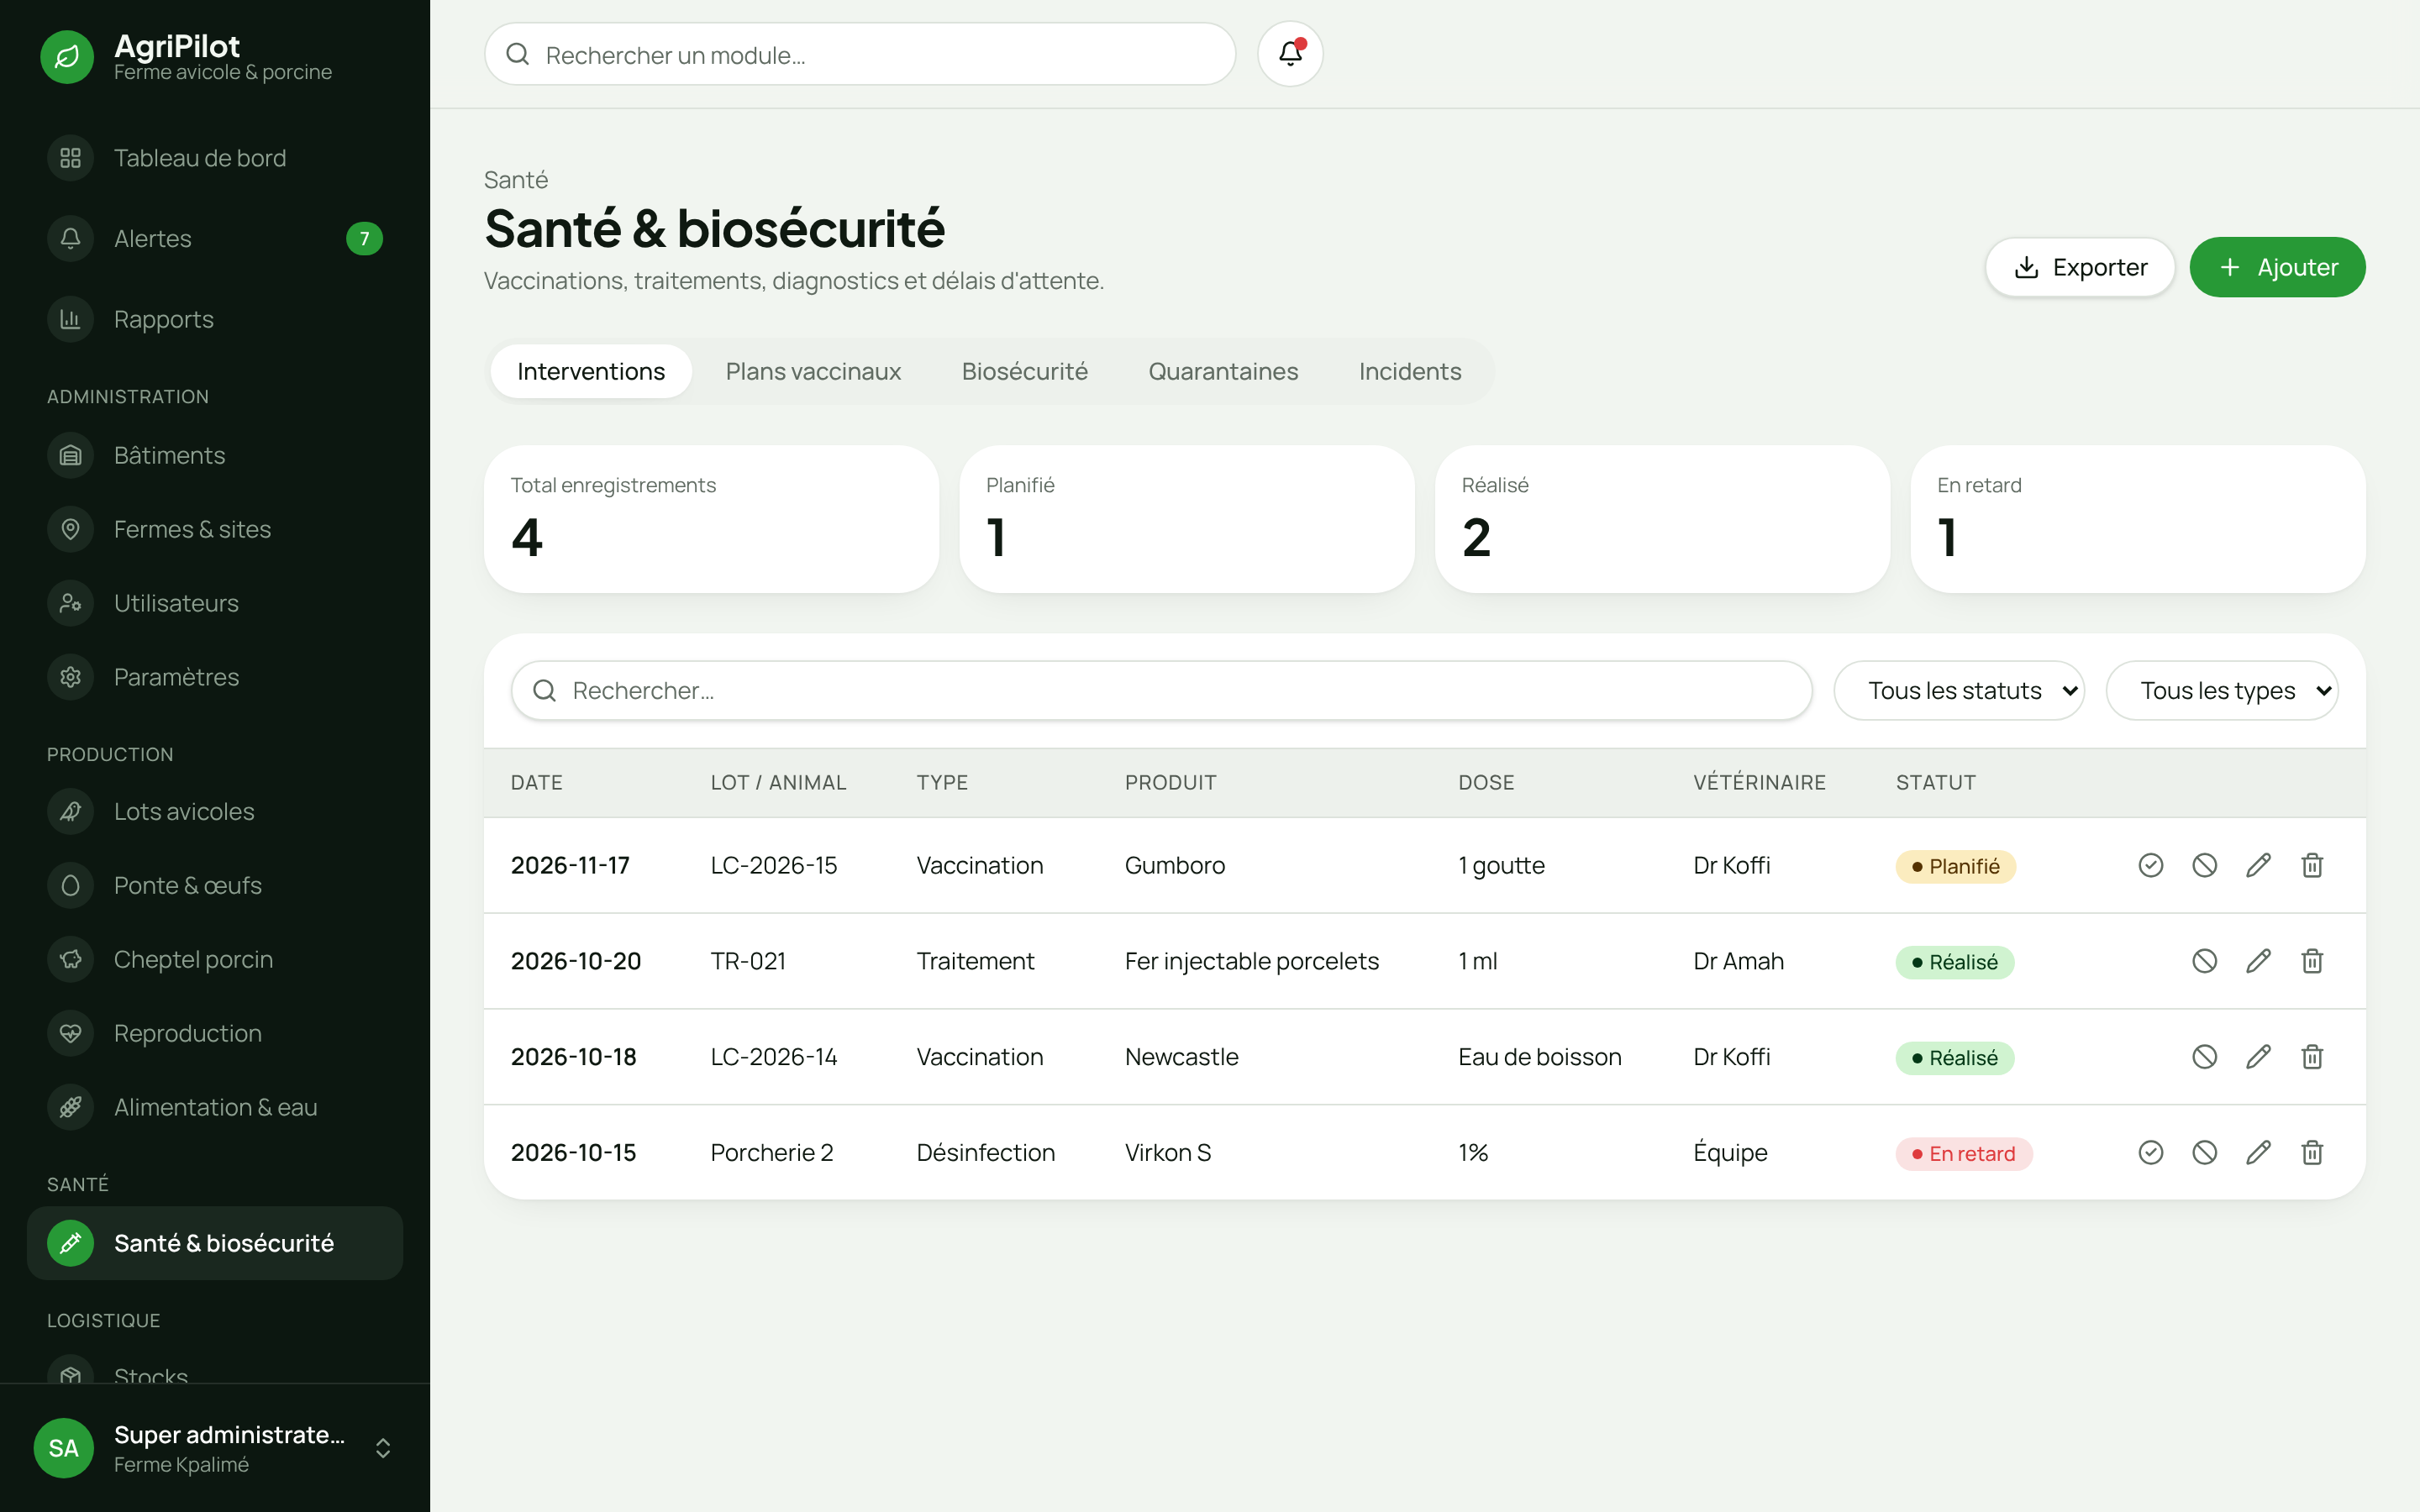 AgriPilot
Ferme avicole & porcine
Tableau de bord
Alertes 7
Rapports
ADMINISTRATION
Bâtiments
Fermes & sites
Utilisateurs
Paramètres
PRODUCTION
Lots avicoles
Ponte & œufs
Cheptel porcin
Reproduction
Alimentation & eau
SANTÉ
Santé & biosécurité
LOGISTIQUE
Stocks
SA
Super administrate...
Ferme Kpalimé
Rechercher un module...
Santé
Santé & biosécurité
Vaccinations, traitements, diagnostics et délais d'attente.
Exporter
Ajouter
Interventions Plans vaccinaux Biosécurité Quarantaines Incidents
Total enregistrements
4
Planifié
1
Réalisé
2
En retard
1
Rechercher... Tous les statuts Tous les types
DATE LOT / ANIMAL TYPE PRODUIT DOSE VÉTÉRINAIRE STATUT
2026-11-17 LC-2026-15 Vaccination Gumboro 1 goutte Dr Koffi Planifié
2026-10-20 TR-021 Traitement Fer injectable porcelets 1 ml Dr Amah Réalisé
2026-10-18 LC-2026-14 Vaccination Newcastle Eau de boisson Dr Koffi Réalisé
2026-10-15 Porcherie 2 Désinfection Virkon S 1% Équipe En retard